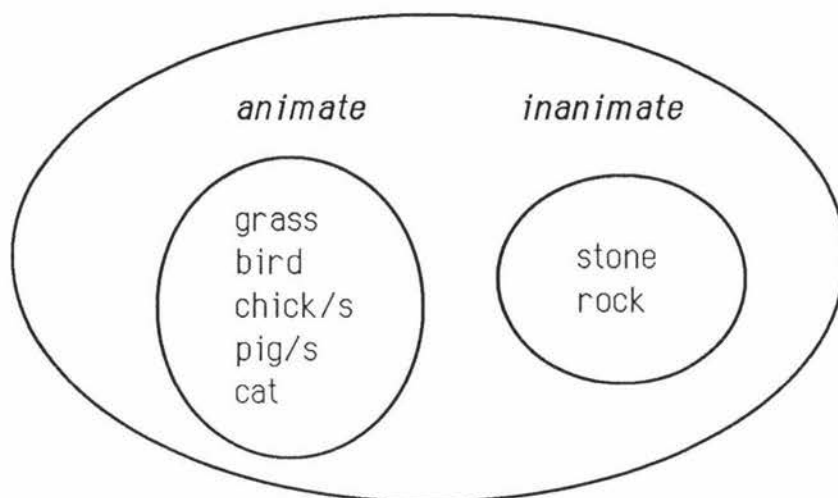 animate
inanimate
grass
bird
chick/s
pig/s
cat
stone
rock